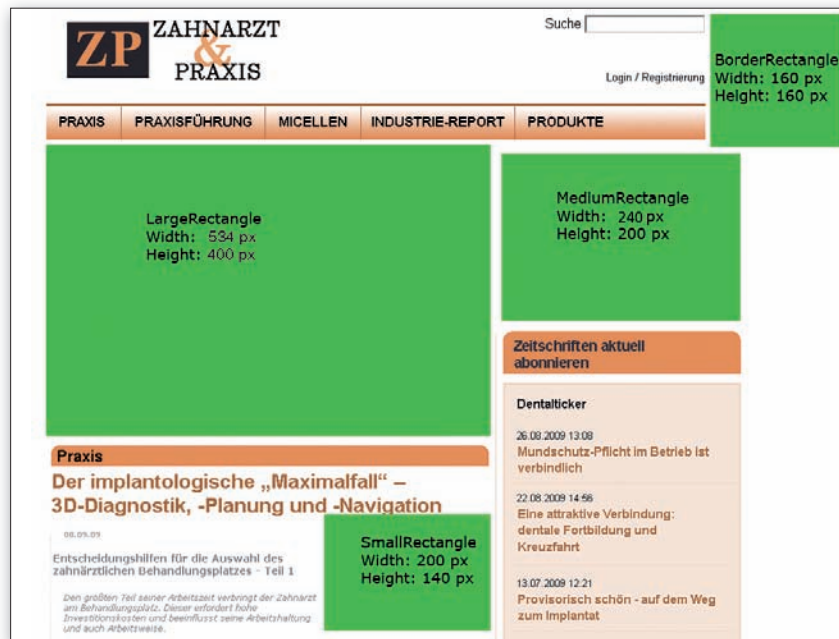 ZP ZAHNARZT
&
PRAXIS
Suche
Login / Registrierung
BorderRectangle
Width: 160 px
Height: 160 px
PRAXIS PRAXISFÜHRUNG MICELLEN INDUSTRIE-REPORT PRODUKTE
LargeRectangle
Width: 534 px
Height: 400 px
MediumRectangle
Width: 240 px
Height: 200 px
Praxis
Der implantologische „Maximalfall“ –
3D-Diagnostik, -Planung und -Navigation
08.09.09
Entscheidungshilfen für die Auswahl des
zahnärztlichen Behandlungsplatzes - Teil 1
Den größten Teil seiner Arbeitszeit verbringt der Zahnarzt
am Behandlungsplatz. Dieser erfordert hohe
Investitionskosten und beeinflusst seine Arbeitshaltung
und auch Arbeitsweise.
SmallRectangle
Width: 200 px
Height: 140 px
Zeitschriften aktuell
abonnieren
Dentalticker
26.08.2009 13:08
Mundschutz-Pflicht im Betrieb ist
verbindlich
22.08.2009 14:56
Eine attraktive Verbindung:
dentale Fortbildung und
Kreuzfahrt
13.07.2009 12:21
Provisorisch schön - auf dem Weg
zum Implantat